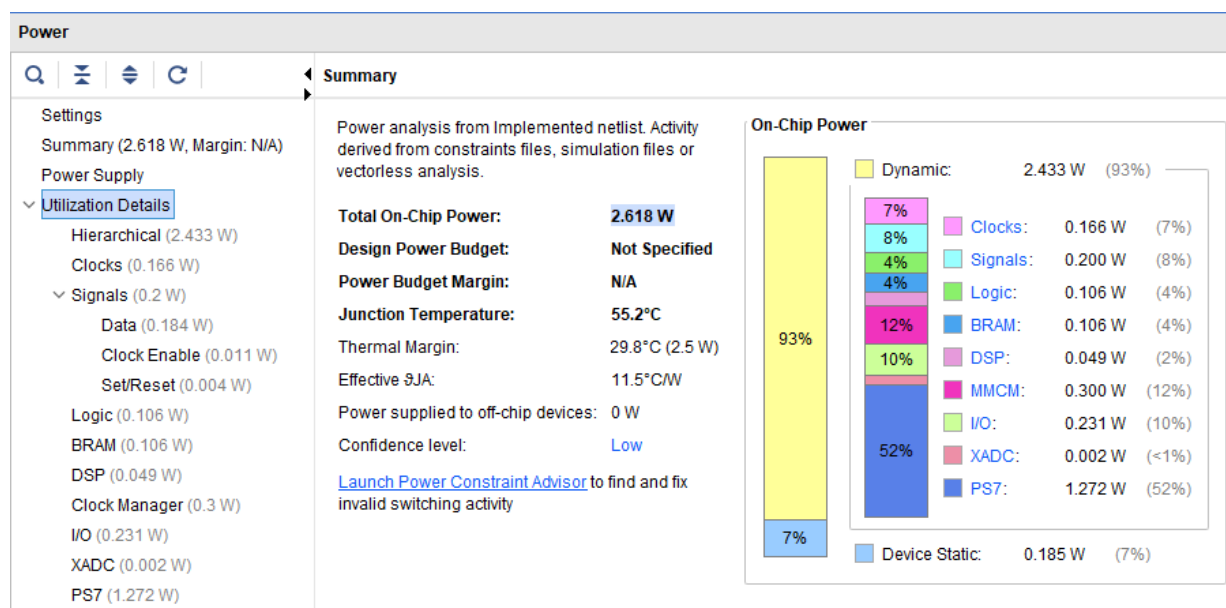 Power
Summary
Settings
Summary (2.618 W, Margin: N/A)
Power Supply
Utilization Details
Hierarchical (2.433 W)
Clocks (0.166 W)
Signals (0.2 W)
Data (0.184 W)
Clock Enable (0.011 W)
Set/Reset (0.004 W)
Logic (0.106 W)
BRAM (0.106 W)
DSP (0.049 W)
Clock Manager (0.3 W)
I/O (0.231 W)
XADC (0.002 W)
PS7 (1.272 W)
Power analysis from Implemented netlist. Activity
derived from constraints files, simulation files or
vectorless analysis.
Total On-Chip Power: 2.618 W
Design Power Budget: Not Specified
Power Budget Margin: N/A
Junction Temperature: 55.2°C
Thermal Margin: 29.8°C (2.5 W)
Effective ϑJA: 11.5°C/W
Power supplied to off-chip devices: 0 W
Confidence level: Low
Launch Power Constraint Advisor to find and fix
invalid switching activity
On-Chip Power
93%
7%
Dynamic: 2.433 W (93%)
7%
8%
4%
4%
12%
10%
52%
Clocks: 0.166 W (7%)
Signals: 0.200 W (8%)
Logic: 0.106 W (4%)
BRAM: 0.106 W (4%)
DSP: 0.049 W (2%)
MMCM: 0.300 W (12%)
I/O: 0.231 W (10%)
XADC: 0.002 W (<1%)
PS7: 1.272 W (52%)
Device Static: 0.185 W (7%)